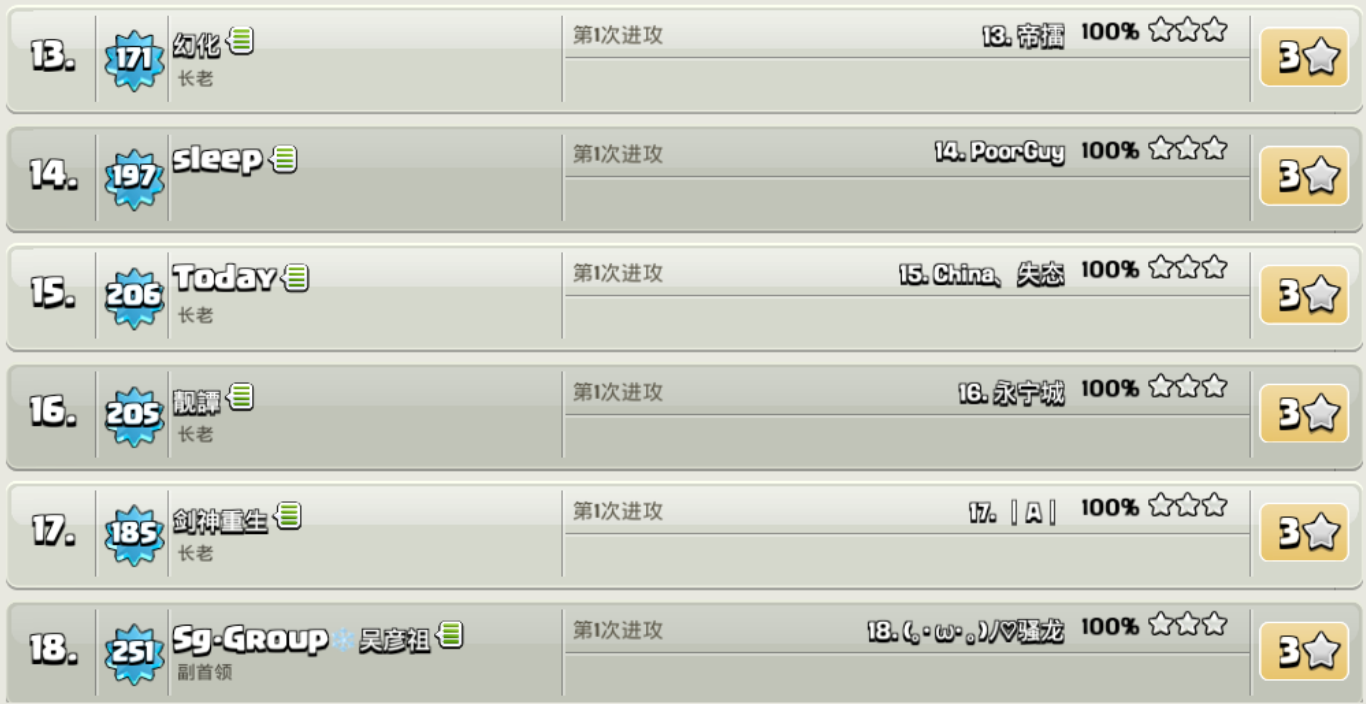 13. 171 幻化 第1次进攻 13. 帝擂 100% 3
长老
14. 197 sleep 第1次进攻 14. PoorGuy 100% 3
15. 206 Today 第1次进攻 15. China、失态 100% 3
长老
16. 205 靓譚 第1次进攻 16. 永宁城 100% 3
长老
17. 185 剑神重生 第1次进攻 17. | A | 100% 3
长老
18. 251 Sg·Group❄吴彦祖 第1次进攻 18. (｡･ω･｡)ﾉ♡骚龙 100% 3
副首领